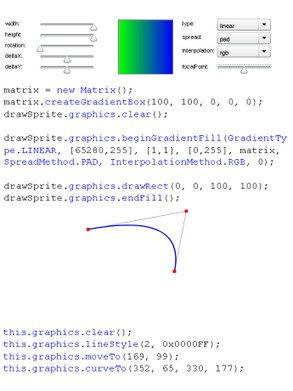 width:
height:
rotation:
deltaX:
deltaY:
type: linear
spread: pad
interpolation: rgb
focalPoint:
matrix = new Matrix();
matrix.createGradientBox(100, 100, 0, 0, 0);
drawSprite.graphics.clear();
drawSprite.graphics.beginGradientFill(GradientTy
pe.LINEAR, [65280,255], [1,1], [0,255], matrix,
SpreadMethod.PAD, InterpolationMethod.RGB, 0);
drawSprite.graphics.drawRect(0, 0, 100, 100);
drawSprite.graphics.endFill();
this.graphics.clear();
this.graphics.lineStyle(2, 0x0000FF);
this.graphics.moveTo(169, 99);
this.graphics.curveTo(352, 65, 330, 177);